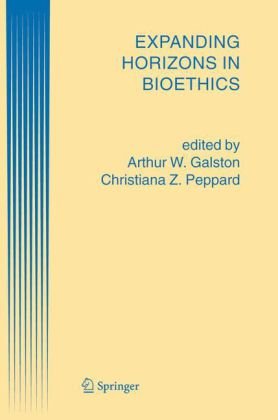 EXPANDING
HORIZONS IN
BIOETHICS
edited by
Arthur W. Galston
Christiana Z. Peppard
Springer